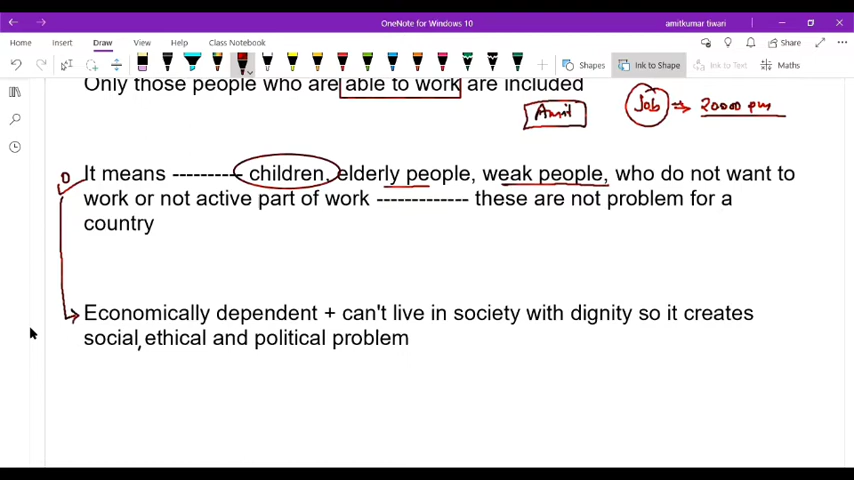 OneNote for Windows 10
amitkumar tiwari
Home Insert Draw View Help Class Notebook
Share
Shapes Ink to Shape Ink to Text Maths
Only those people who are able to work are included
Job 20000 pm
It means --------- children, elderly people, weak people, who do not want to
work or not active part of work ------------- these are not problem for a
country
Economically dependent + can't live in society with dignity so it creates
social, ethical and political problem